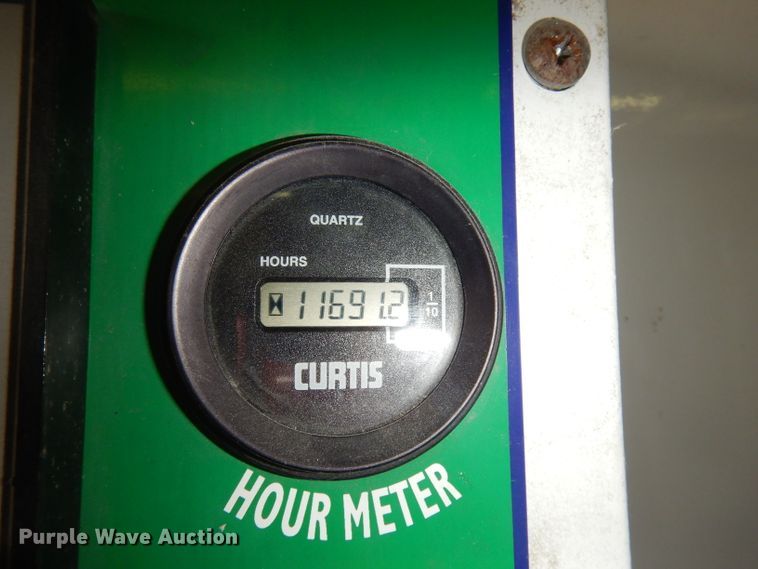 QUARTZ
HOURS
11691.2
1
10
CURTIS
HOUR METER
Purple Wave Auction